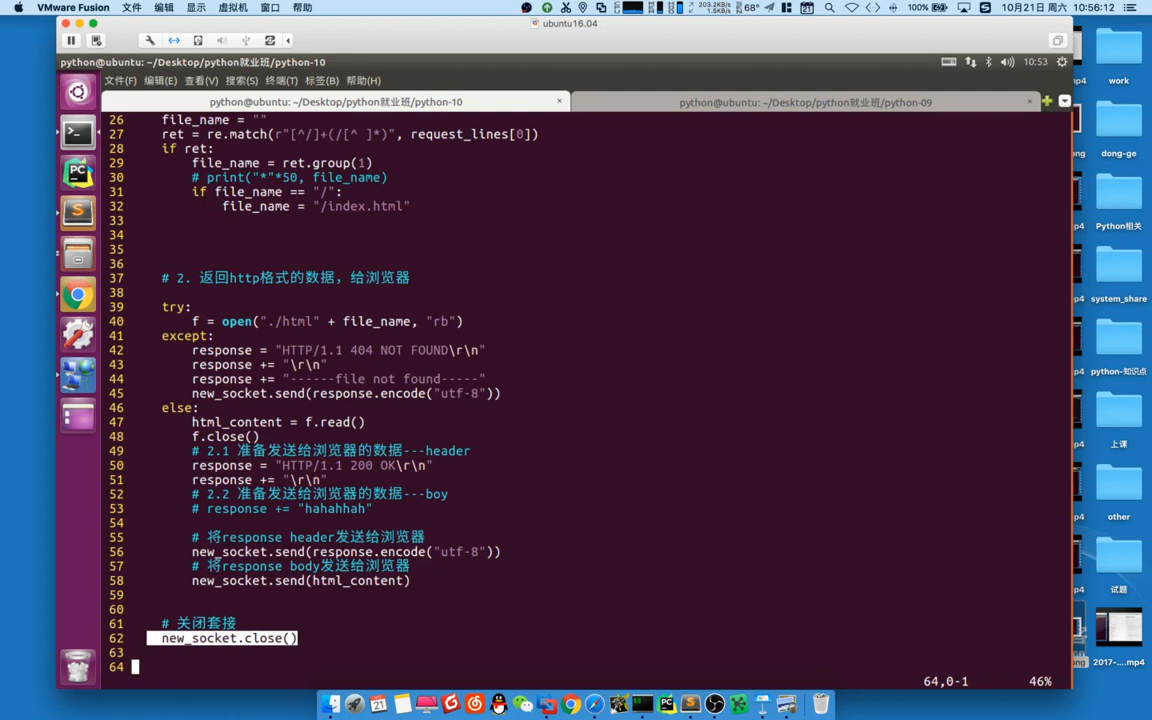 VMware Fusion 文件 编辑 显示 虚拟机 窗口 帮助
203.2KB/s
1.5KB/s
68° 21 100% 10月21日 周六 10:56:12
ubuntu16.04
python@ubuntu: ~/Desktop/python就业班/python-10
10:53
文件(F) 编辑(E) 查看(V) 搜索(S) 终端(T) 标签(B) 帮助(H)
python@ubuntu: ~/Desktop/python就业班/python-10 ×
python@ubuntu: ~/Desktop/python就业班/python-09 ×
26 file_name = ""
27 ret = re.match(r"[^/]+(/[^ ]*)", request_lines[0])
28 if ret:
29 file_name = ret.group(1)
30 # print("*"*50, file_name)
31 if file_name == "/":
32 file_name = "/index.html"
33
34
35
36
37 # 2. 返回http格式的数据，给浏览器
38
39 try:
40 f = open("./html" + file_name, "rb")
41 except:
42 response = "HTTP/1.1 404 NOT FOUND\r\n"
43 response += "\r\n"
44 response += "------file not found-----"
45 new_socket.send(response.encode("utf-8"))
46 else:
47 html_content = f.read()
48 f.close()
49 # 2.1 准备发送给浏览器的数据---header
50 response = "HTTP/1.1 200 OK\r\n"
51 response += "\r\n"
52 # 2.2 准备发送给浏览器的数据---boy
53 # response += "hahahhah"
54
55 # 将response header发送给浏览器
56 new_socket.send(response.encode("utf-8"))
57 # 将response body发送给浏览器
58 new_socket.send(html_content)
59
60
61 # 关闭套接
62 new_socket.close()
63
64
64,0-1 46%
work
dong-ge
Python相关
system_share
python-知识点
上课
other
试题
2017-....mp4